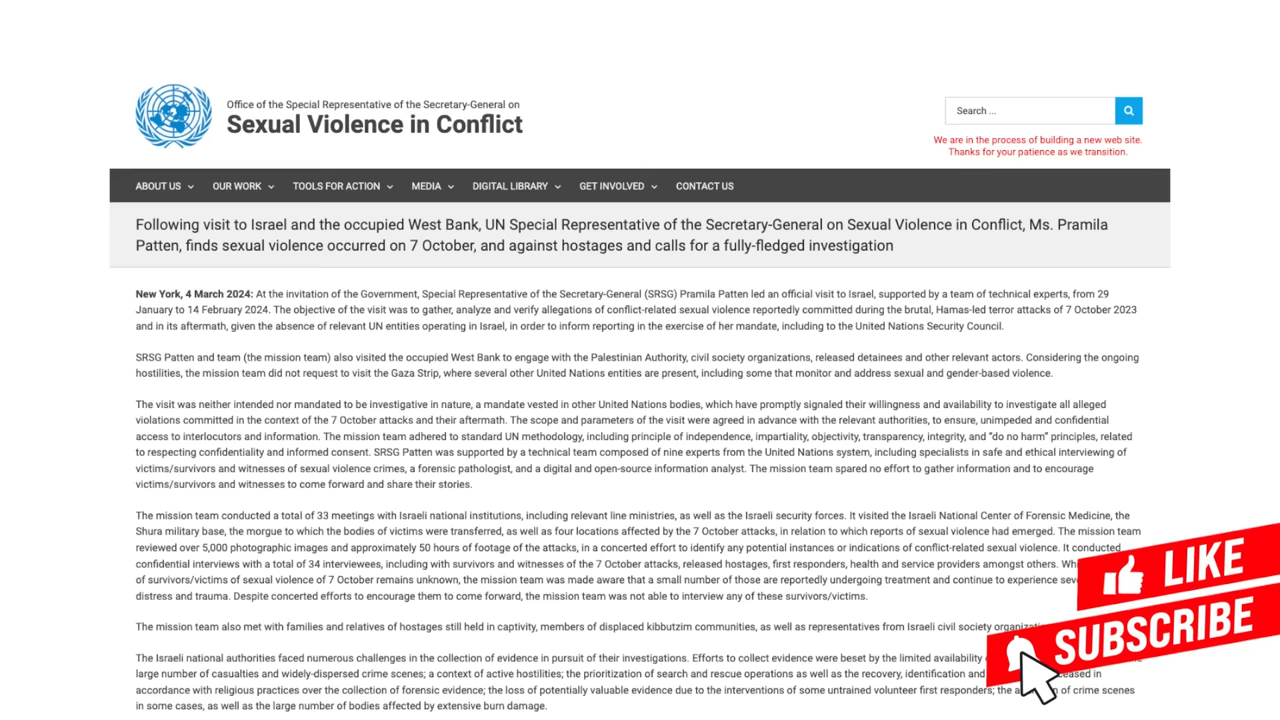 Office of the Special Representative of the Secretary-General on
Sexual Violence in Conflict
Search ...
We are in the process of building a new web site.
Thanks for your patience as we transition.
ABOUT US OUR WORK TOOLS FOR ACTION MEDIA DIGITAL LIBRARY GET INVOLVED CONTACT US
Following visit to Israel and the occupied West Bank, UN Special Representative of the Secretary-General on Sexual Violence in Conflict, Ms. Pramila
Patten, finds sexual violence occurred on 7 October, and against hostages and calls for a fully-fledged investigation
New York, 4 March 2024: At the invitation of the Government, Special Representative of the Secretary-General (SRSG) Pramila Patten led an official visit to Israel, supported by a team of technical experts, from 29
January to 14 February 2024. The objective of the visit was to gather, analyze and verify allegations of conflict-related sexual violence reportedly committed during the brutal, Hamas-led terror attacks of 7 October 2023
and in its aftermath, given the absence of relevant UN entities operating in Israel, in order to inform reporting in the exercise of her mandate, including to the United Nations Security Council.
SRSG Patten and team (the mission team) also visited the occupied West Bank to engage with the Palestinian Authority, civil society organizations, released detainees and other relevant actors. Considering the ongoing
hostilities, the mission team did not request to visit the Gaza Strip, where several other United Nations entities are present, including some that monitor and address sexual and gender-based violence.
The visit was neither intended nor mandated to be investigative in nature, a mandate vested in other United Nations bodies, which have promptly signaled their willingness and availability to investigate all alleged
violations committed in the context of the 7 October attacks and their aftermath. The scope and parameters of the visit were agreed in advance with the relevant authorities, to ensure, unimpeded and confidential
access to interlocutors and information. The mission team adhered to standard UN methodology, including principle of independence, impartiality, objectivity, transparency, integrity, and "do no harm" principles, related
to respecting confidentiality and informed consent. SRSG Patten was supported by a technical team composed of nine experts from the United Nations system, including specialists in safe and ethical interviewing of
victims/survivors and witnesses of sexual violence crimes, a forensic pathologist, and a digital and open-source information analyst. The mission team spared no effort to gather information and to encourage
victims/survivors and witnesses to come forward and share their stories.
The mission team conducted a total of 33 meetings with Israeli national institutions, including relevant line ministries, as well as the Israeli security forces. It visited the Israeli National Center of Forensic Medicine, the
Shura military base, the morgue to which the bodies of victims were transferred, as well as four locations affected by the 7 October attacks, in relation to which reports of sexual violence had emerged. The mission team
reviewed over 5,000 photographic images and approximately 50 hours of footage of the attacks, in a concerted effort to identify any potential instances or indications of conflict-related sexual violence. It conducted
confidential interviews with a total of 34 interviewees, including with survivors and witnesses of the 7 October attacks, released hostages, first responders, health and service providers amongst others.
of survivors/victims of sexual violence of 7 October remains unknown, the mission team was made aware that a small number of those are reportedly undergoing treatment and continue to experience
distress and trauma. Despite concerted efforts to encourage them to come forward, the mission team was not able to interview any of these survivors/victims.
The mission team also met with families and relatives of hostages still held in captivity, members of displaced kibbutzim communities, as well as representatives from Israeli civil society
The Israeli national authorities faced numerous challenges in the collection of evidence in pursuit of their investigations. Efforts to collect evidence were beset by the limited availability
large number of casualties and widely-dispersed crime scenes; a context of active hostilities; the prioritization of search and rescue operations as well as the recovery, identification and
accordance with religious practices over the collection of forensic evidence; the loss of potentially valuable evidence due to the interventions of some untrained volunteer first responders; the of crime scenes
in some cases, as well as the large number of bodies affected by extensive burn damage.
LIKE
SUBSCRIBE